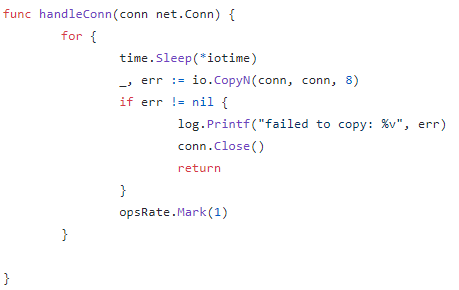 func handleConn(conn net.Conn) {
        for {
                time.Sleep(*iotime)
                _, err := io.CopyN(conn, conn, 8)
                if err != nil {
                        log.Printf("failed to copy: %v", err)
                        conn.Close()
                        return
                }
                opsRate.Mark(1)
        }
}